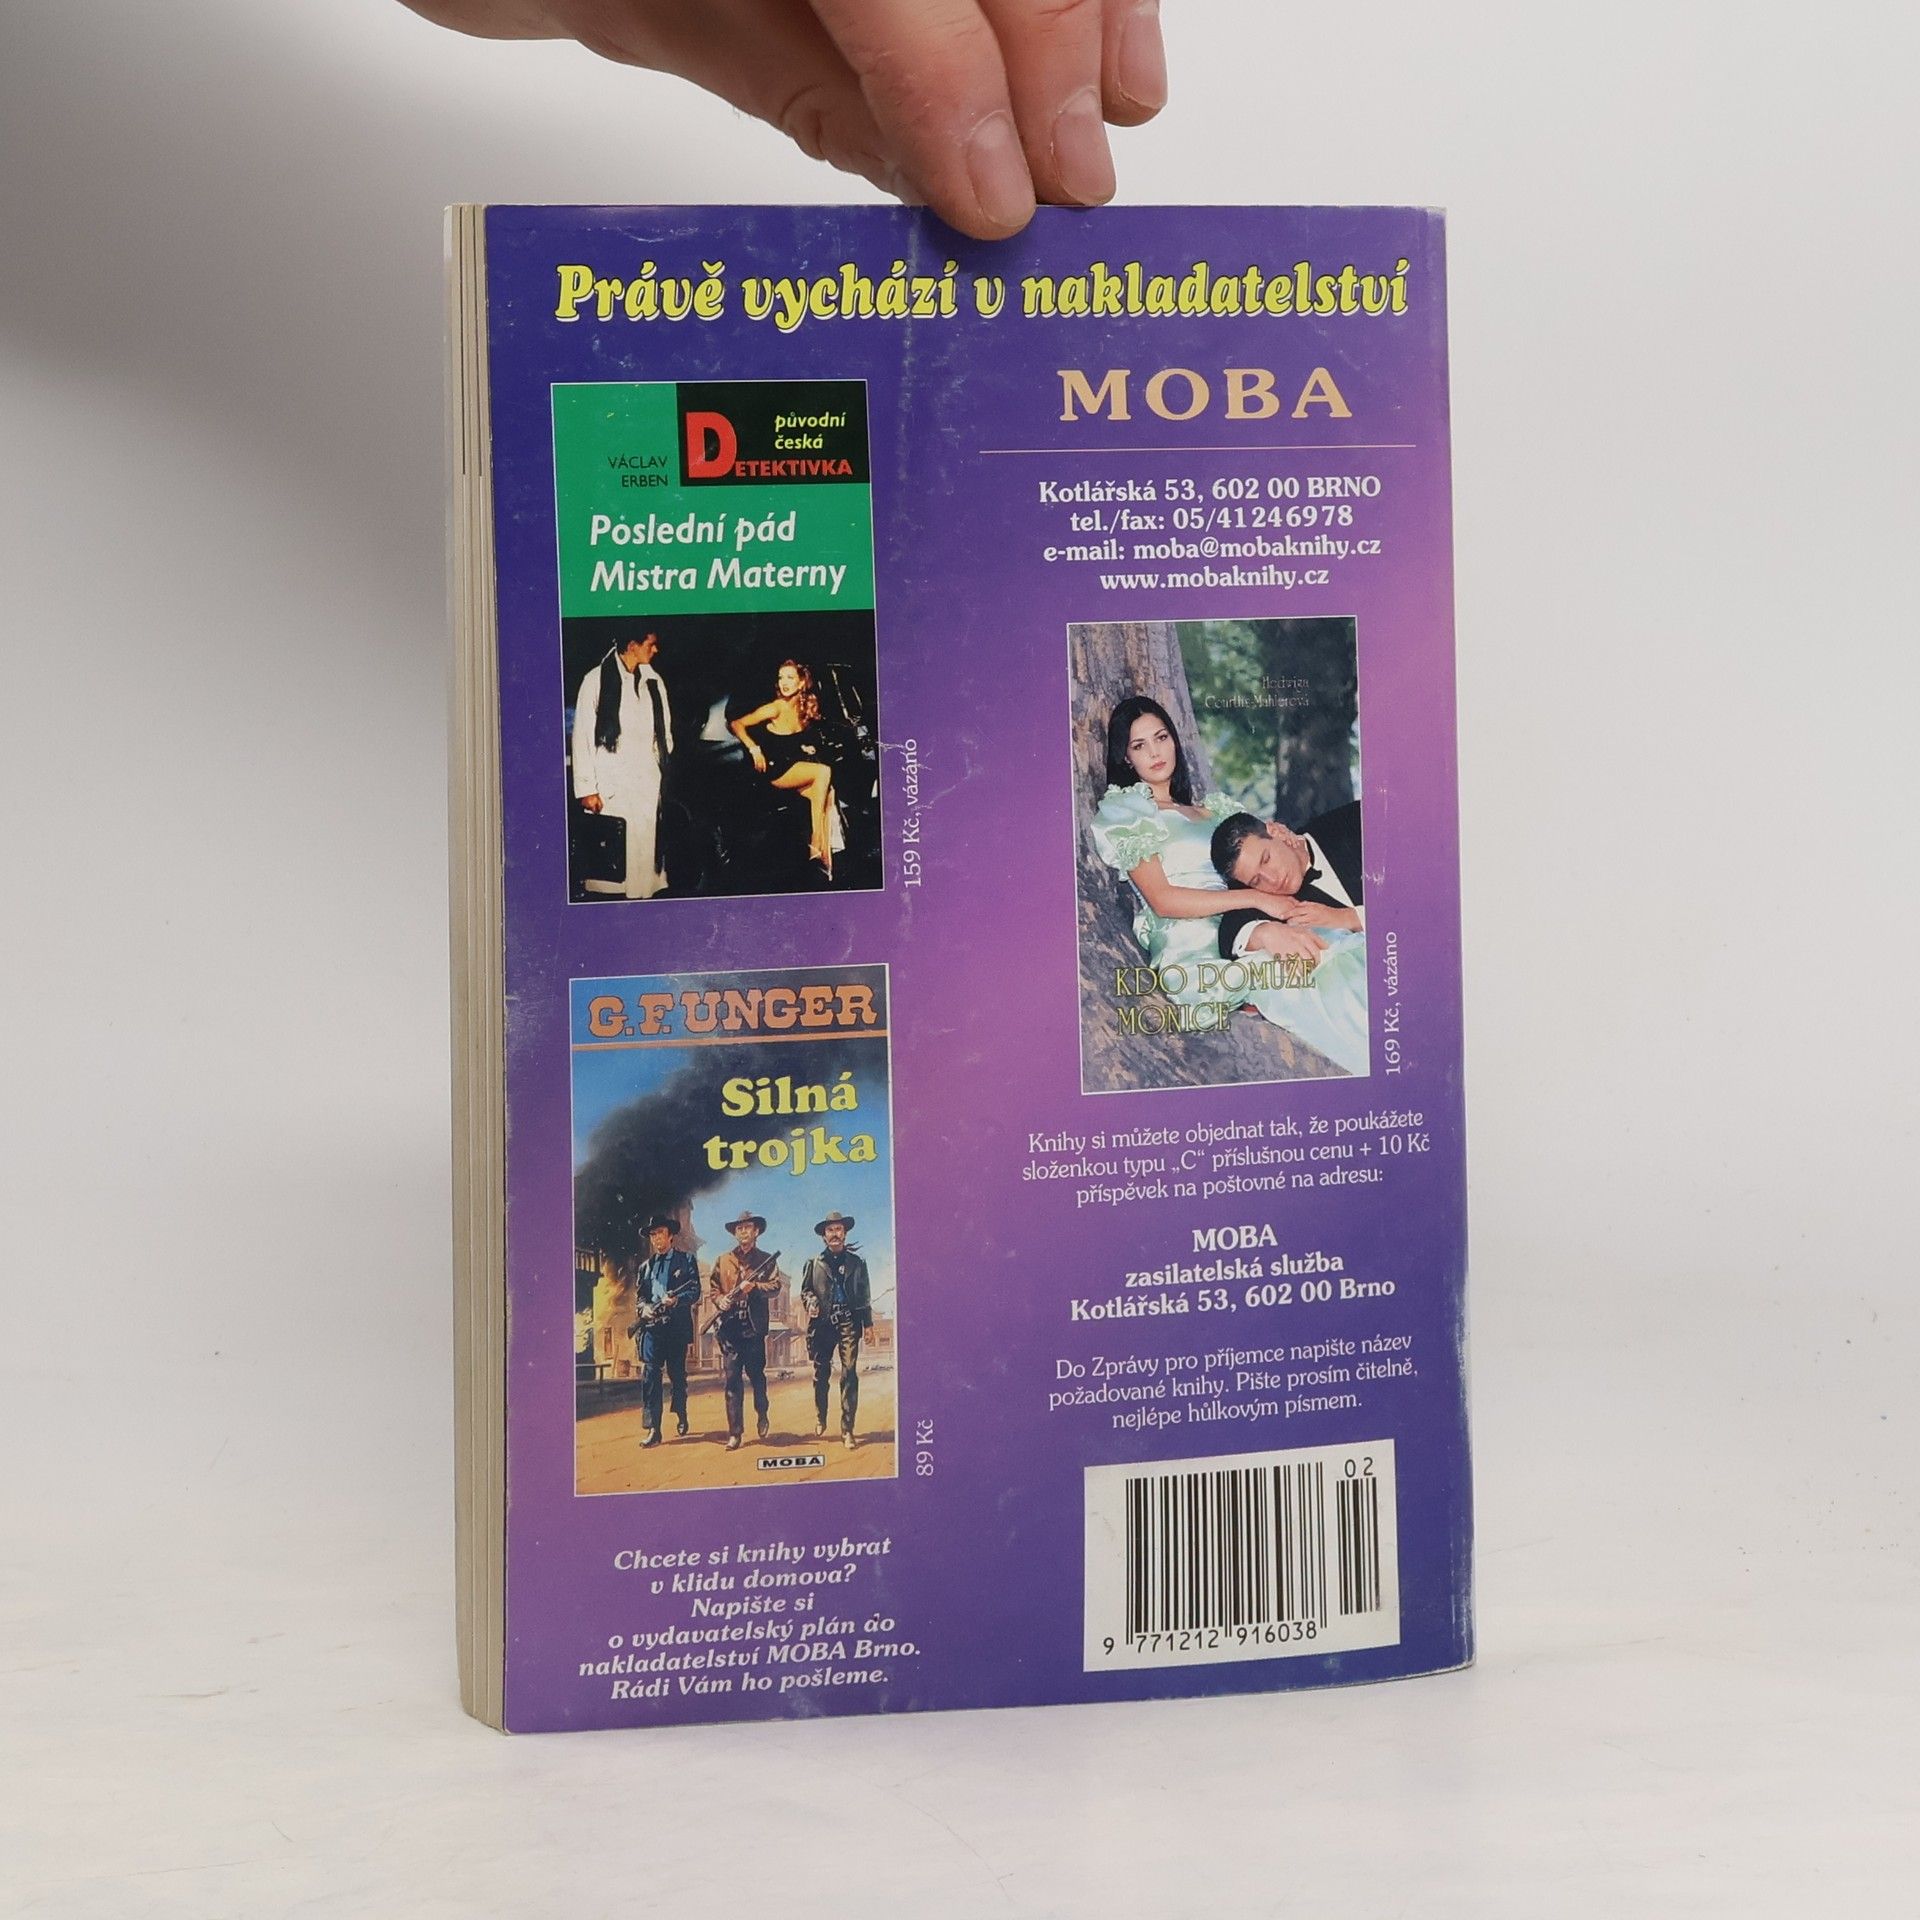 Právě vychází v nakladatelství
MOBA
Kotlářská 53, 602 00 BRNO
tel./fax: 05/41246978
e-mail: moba@mobaknihy.cz
www.mobaknihy.cz
původní
česká
DETEKTIVKA
VÁCLAV
ERBEN
Poslední pád
Mistra Materny
159 Kč, vázáno
Hedwiga
Courths-Mahlerová
KDO POMŮŽE
MONICE
169 Kč, vázáno
G.F. UNGER
Silná
trojka
MOBA
89 Kč
Chcete si knihy vybrat
v klidu domova?
Napište si
o vydavatelský plán do
nakladatelství MOBA Brno.
Rádi Vám ho pošleme.
Knihy si můžete objednat tak, že poukážete
složenkou typu „C“ příslušnou cenu + 10 Kč
příspěvek na poštovné na adresu:
MOBA
zasilatelská služba
Kotlářská 53, 602 00 Brno
Do Zprávy pro příjemce napište název
požadované knihy. Pište prosím čitelně,
nejlépe hůlkovým písmem.
02
9 771212 916038